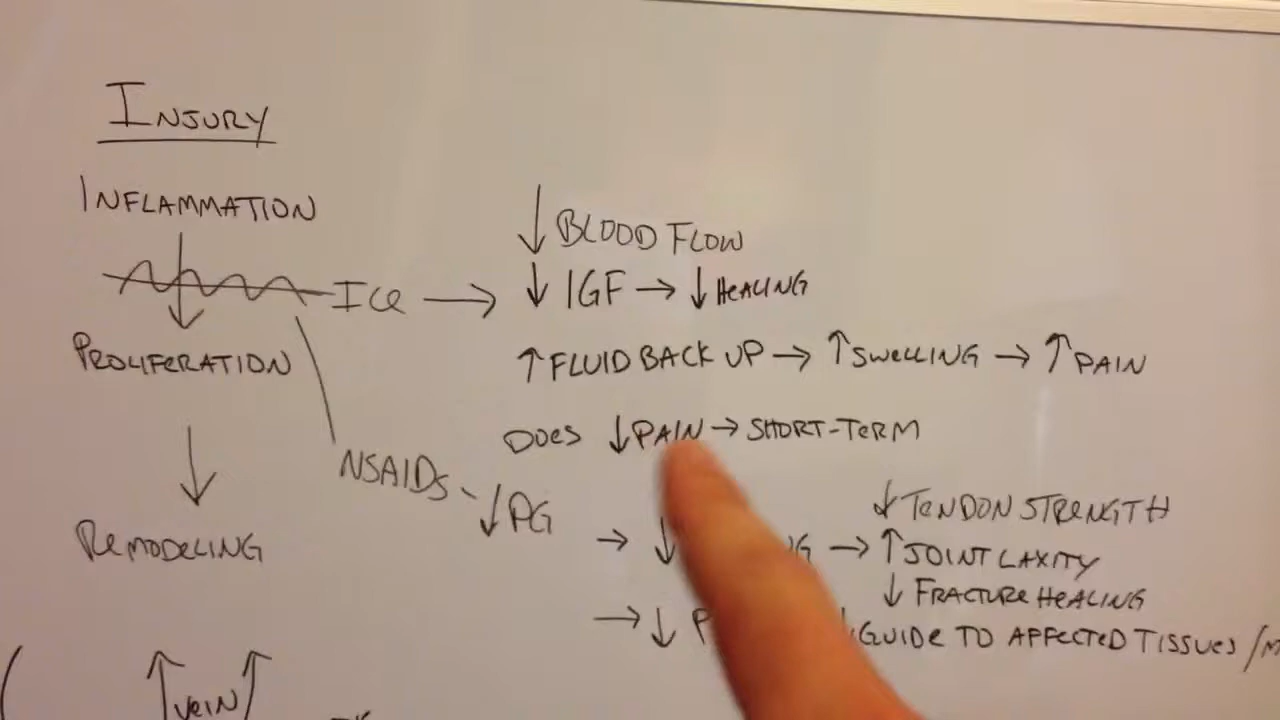 INJURY
INFLAMMATION
↓ BLOOD FLOW
ICE → ↓ IGF → ↓ HEALING
PROLIFERATION
↑ FLUID BACK UP → ↑ SWELLING → ↑ PAIN
DOES ↓ PAIN → SHORT-TERM
NSAIDs - ↓ PG
→ ↓ → ↓ TENDON STRENGTH
↑ JOINT LAXITY
↓ FRACTURE HEALING
→ ↓ ↓ GUIDE TO AFFECTED TISSUES /
REMODELING
↑ VEIN ↑